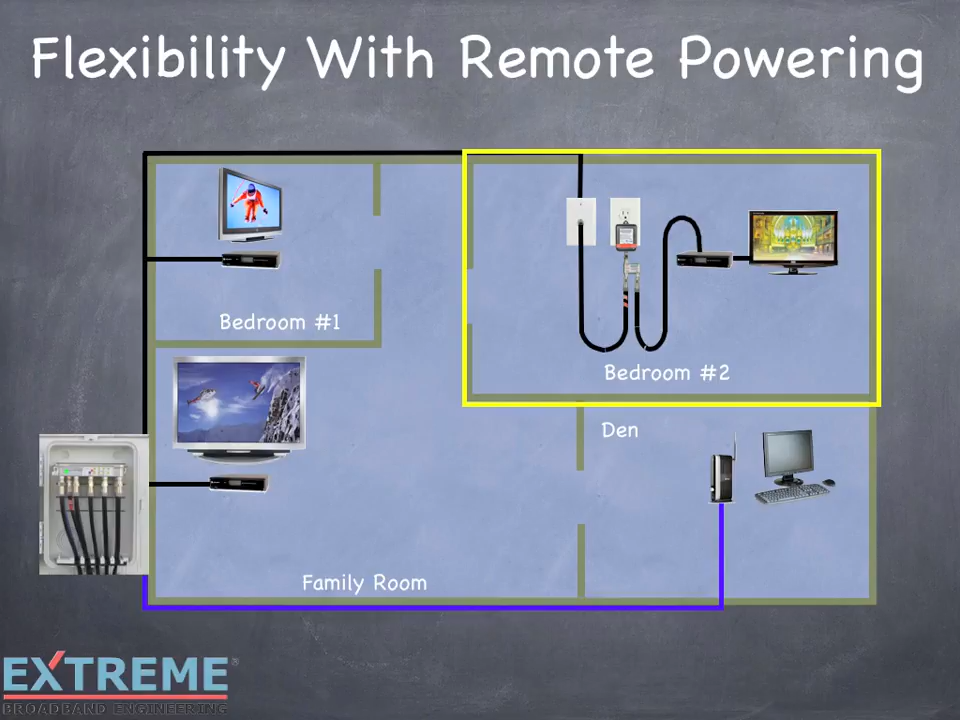 Flexibility With Remote Powering
Bedroom #1
Bedroom #2
Den
Family Room
EXTREME®
BROADBAND ENGINEERING